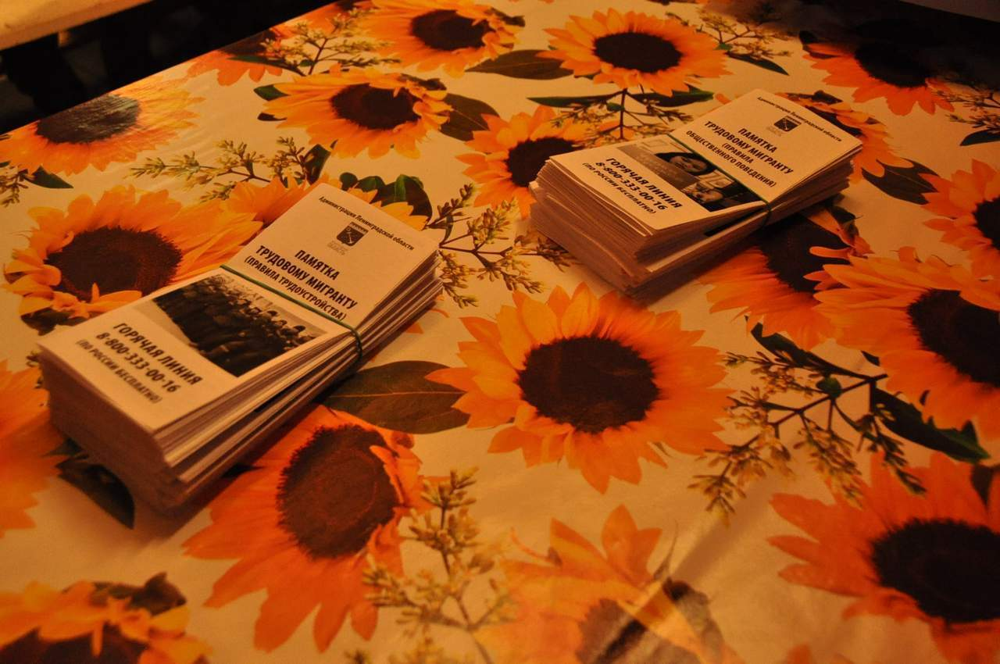 Администрация Ленинградской области
ПАМЯТКА
ТРУДОВОМУ МИГРАНТУ
(ПРАВИЛА ТРУДОУСТРОЙСТВА)
ГОРЯЧАЯ ЛИНИЯ
8-800-333-00-16
(ПО РОССИИ БЕСПЛАТНО)
Администрация Ленинградской области
ПАМЯТКА
ТРУДОВОМУ МИГРАНТУ
(ПРАВИЛА
ОБЩЕСТВЕННОГО ПОВЕДЕНИЯ)
ГОРЯЧАЯ ЛИНИЯ
8-800-333-00-16
(ПО РОССИИ БЕСПЛАТНО)